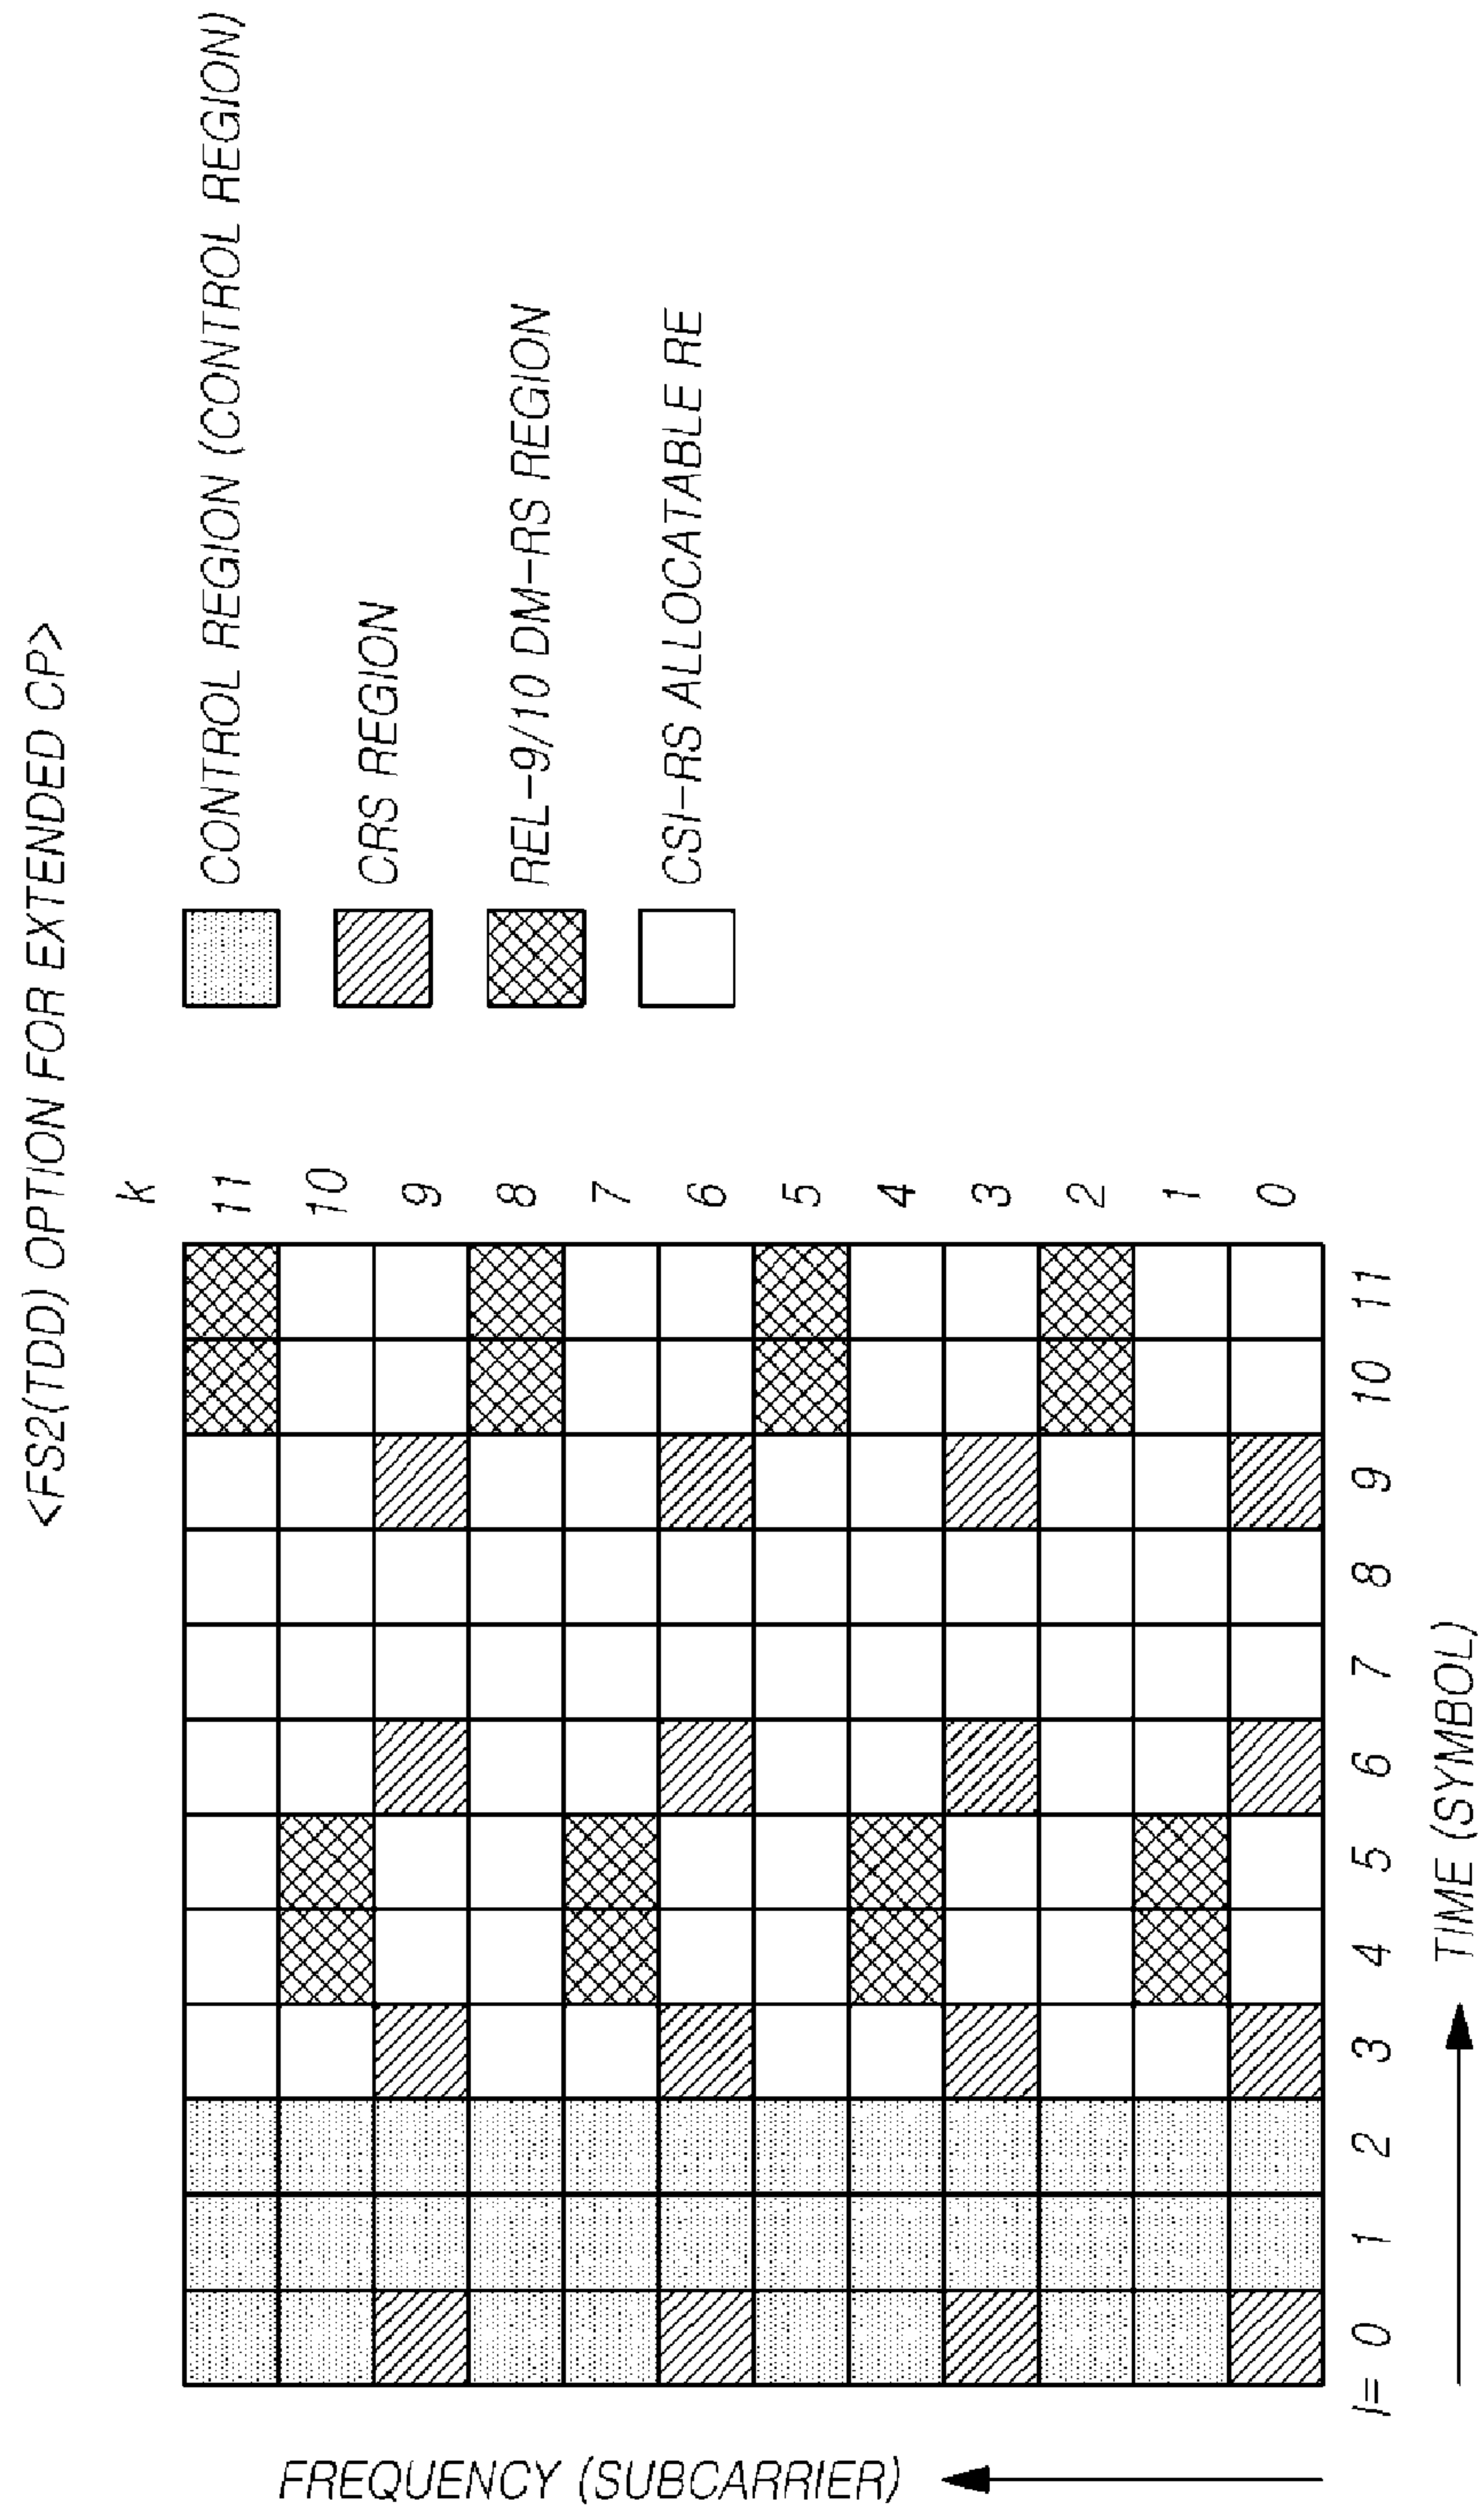 <FS2(TDD) OPTION FOR EXTENDED CP>
k
11
10
9
8
7
6
5
4
3
2
1
0
l= 0 1 2 3 4 5 6 7 8 9 10 11
FREQUENCY (SUBCARRIER)
TIME (SYMBOL)
CONTROL REGION (CONTROL REGION)
CRS REGION
REL-9/10 DM-RS REGION
CSI-RS ALLOCATABLE RE